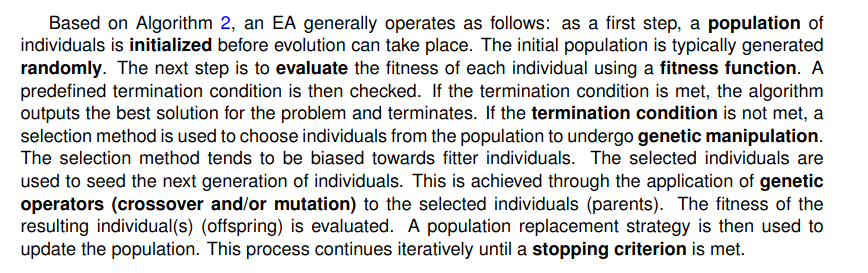 Based on Algorithm 2, an EA generally operates as follows: as a first step, a population of
individuals is initialized before evolution can take place. The initial population is typically generated
randomly. The next step is to evaluate the fitness of each individual using a fitness function. A
predefined termination condition is then checked. If the termination condition is met, the algorithm
outputs the best solution for the problem and terminates. If the termination condition is not met, a
selection method is used to choose individuals from the population to undergo genetic manipulation.
The selection method tends to be biased towards fitter individuals. The selected individuals are
used to seed the next generation of individuals. This is achieved through the application of genetic
operators (crossover and/or mutation) to the selected individuals (parents). The fitness of the
resulting individual(s) (offspring) is evaluated. A population replacement strategy is then used to
update the population. This process continues iteratively until a stopping criterion is met.